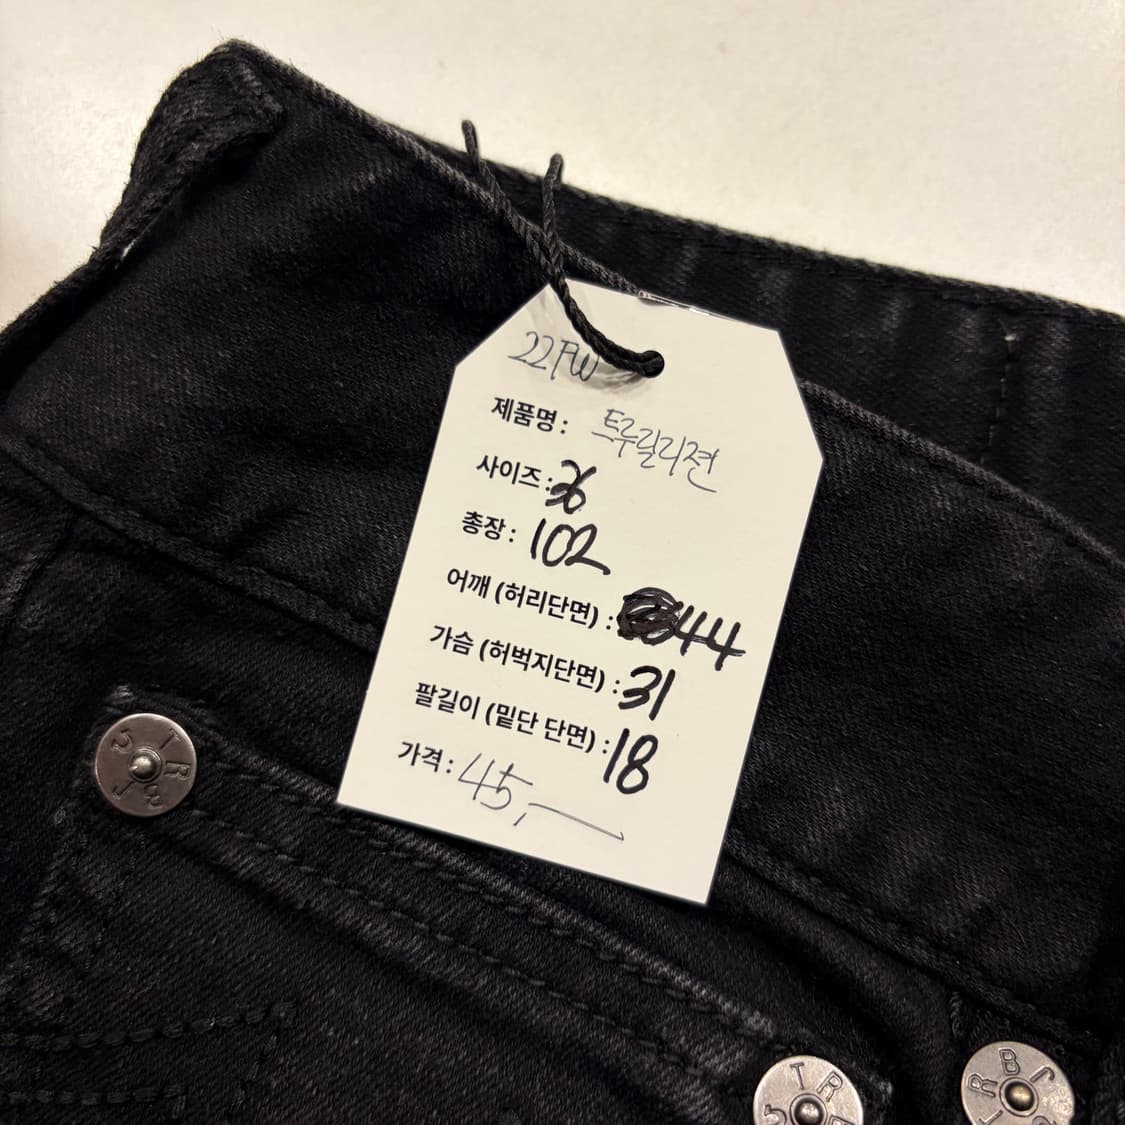 22FW
제품명 : 트루릴리젼
사이즈 : 36
총장 : 102
어깨 (허리단면) : 44
가슴 (허벅지단면) : 31
팔길이 (밑단 단면) : 18
가격 : 45,—